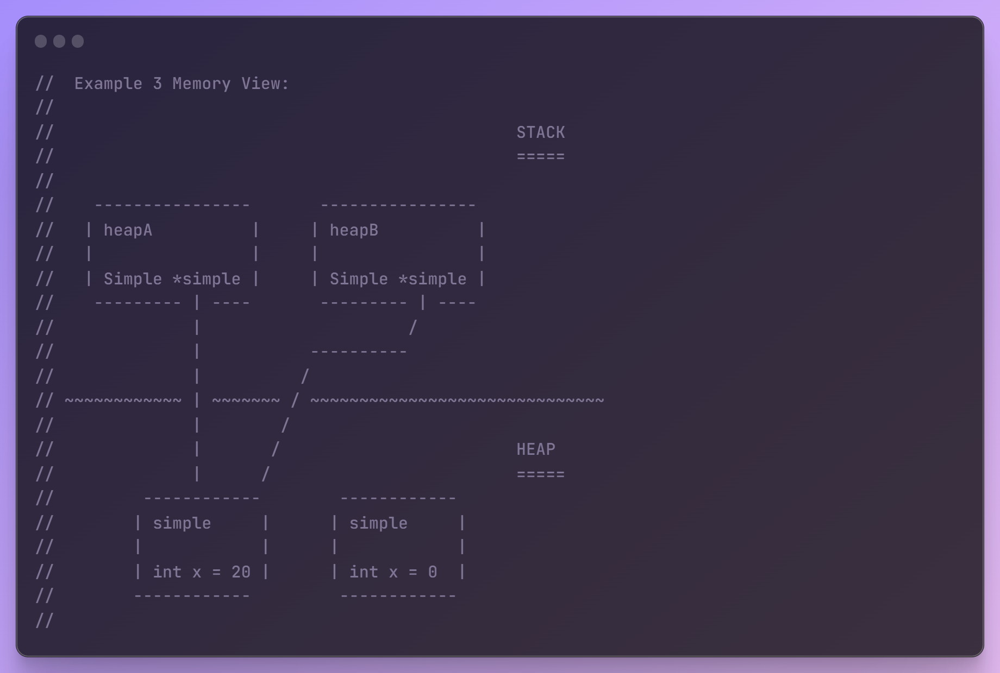 //  Example 3 Memory View:
//
//                                               STACK
//                                               =====
//
//    ----------------       ----------------
//   | heapA          |     | heapB          |
//   |                |     |                |
//   | Simple *simple |     | Simple *simple |
//    --------- | ----       --------- | ----
//              |                     /
//              |           ----------
//              |          /
// ~~~~~~~~~~~~ | ~~~~~~~ / ~~~~~~~~~~~~~~~~~~~~~~~~~~~~~~
//              |        /
//              |       /                        HEAP
//              |      /                         =====
//         ------------        ------------
//        | simple     |      | simple     |
//        |            |      |            |
//        | int x = 20 |      | int x = 0  |
//        ------------         ------------
//